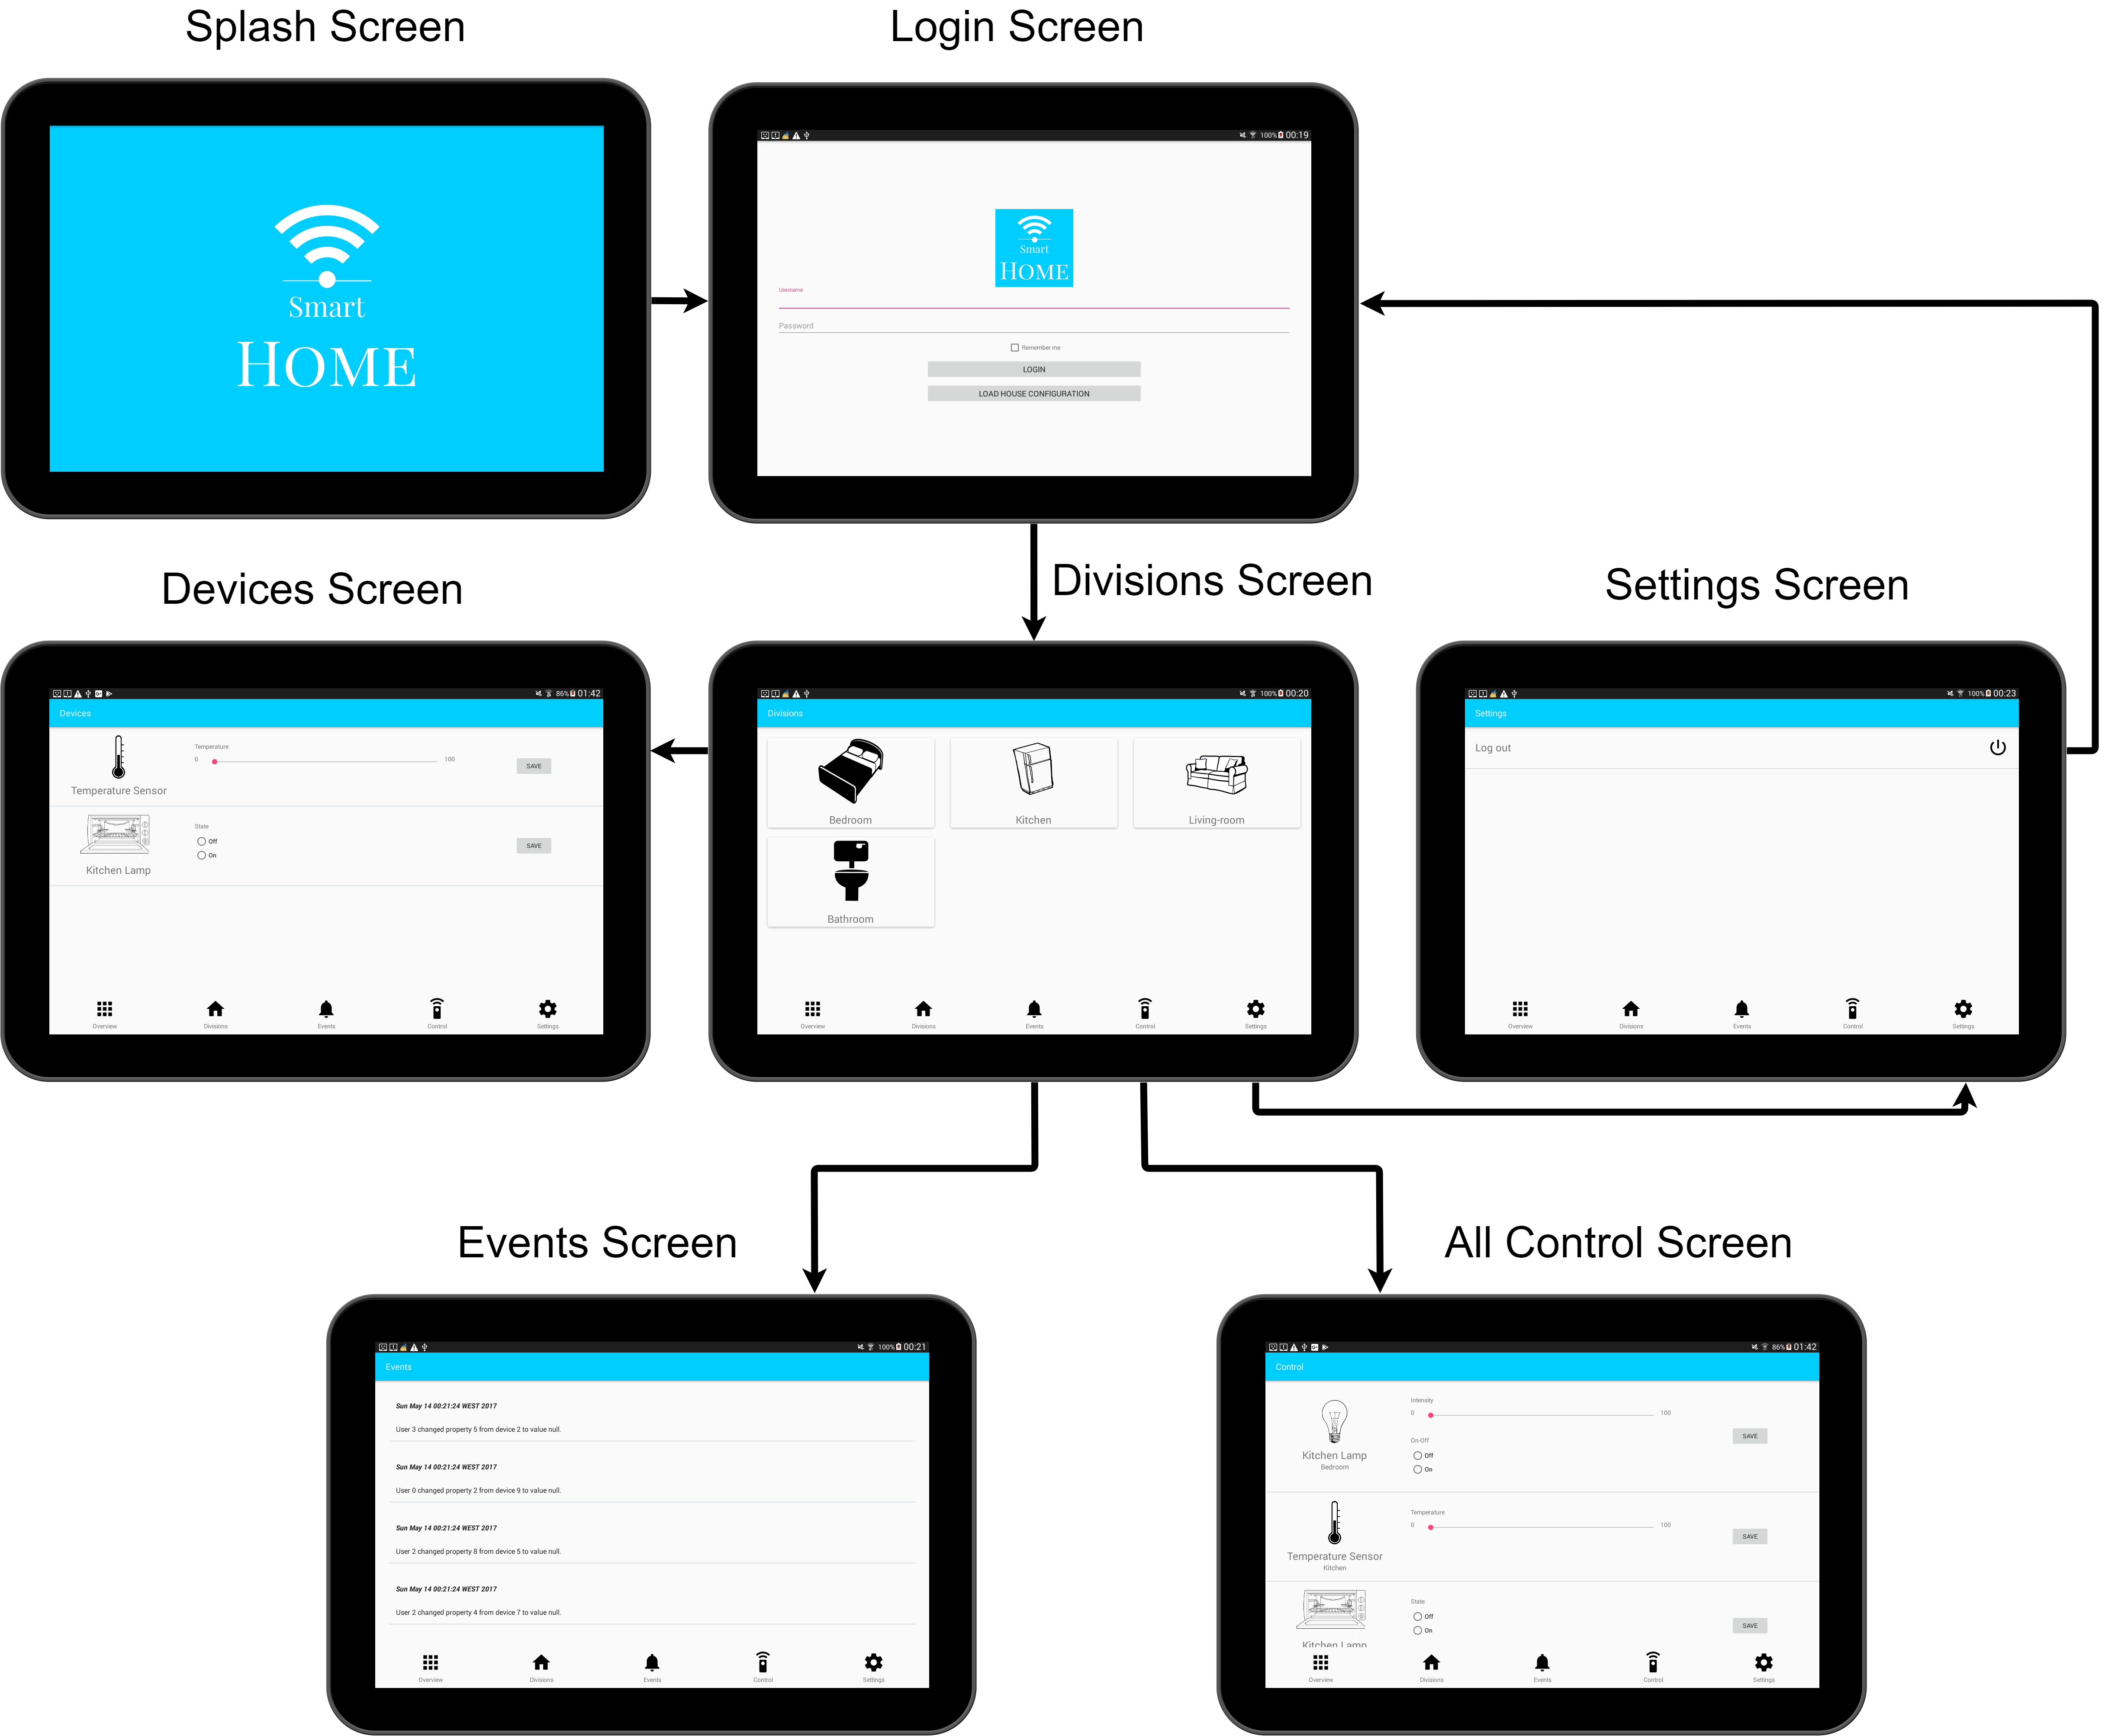 Splash Screen
Smart
HOME
Login Screen
100% 00:19
Smart
HOME
Username
Password
Remember me
LOGIN
LOAD HOUSE CONFIGURATION
Devices Screen
86% 01:42
Devices
Temperature
0 100
SAVE
Temperature Sensor
State
Off
On
SAVE
Kitchen Lamp
Overview Divisions Events Control Settings
Divisions Screen
100% 00:20
Divisions
Bedroom Kitchen Living-room
Bathroom
Overview Divisions Events Control Settings
Settings Screen
100% 00:23
Settings
Log out
Overview Divisions Events Control Settings
Events Screen
100% 00:21
Events
Sun May 14 00:21:24 WEST 2017
User 3 changed property 5 from device 2 to value null.
Sun May 14 00:21:24 WEST 2017
User 0 changed property 2 from device 9 to value null.
Sun May 14 00:21:24 WEST 2017
User 2 changed property 8 from device 5 to value null.
Sun May 14 00:21:24 WEST 2017
User 2 changed property 4 from device 7 to value null.
Overview Divisions Events Control Settings
All Control Screen
86% 01:42
Control
Intensity
0 100
On-Off
Off
On
SAVE
Kitchen Lamp
Bedroom
Temperature
0 100
SAVE
Temperature Sensor
Kitchen
State
Off
On
SAVE
Kitchen Lamp
Overview Divisions Events Control Settings